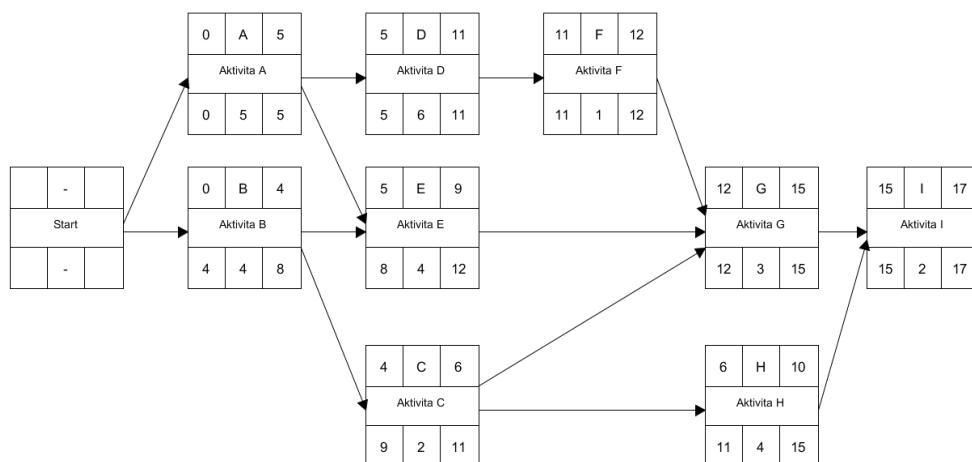 0 A 5
Aktivita A
0 5 5
5 D 11
Aktivita D
5 6 11
11 F 12
Aktivita F
11 1 12
-
Start
-
0 B 4
Aktivita B
4 4 8
5 E 9
Aktivita E
8 4 12
12 G 15
Aktivita G
12 3 15
15 I 17
Aktivita I
15 2 17
4 C 6
Aktivita C
9 2 11
6 H 10
Aktivita H
11 4 15